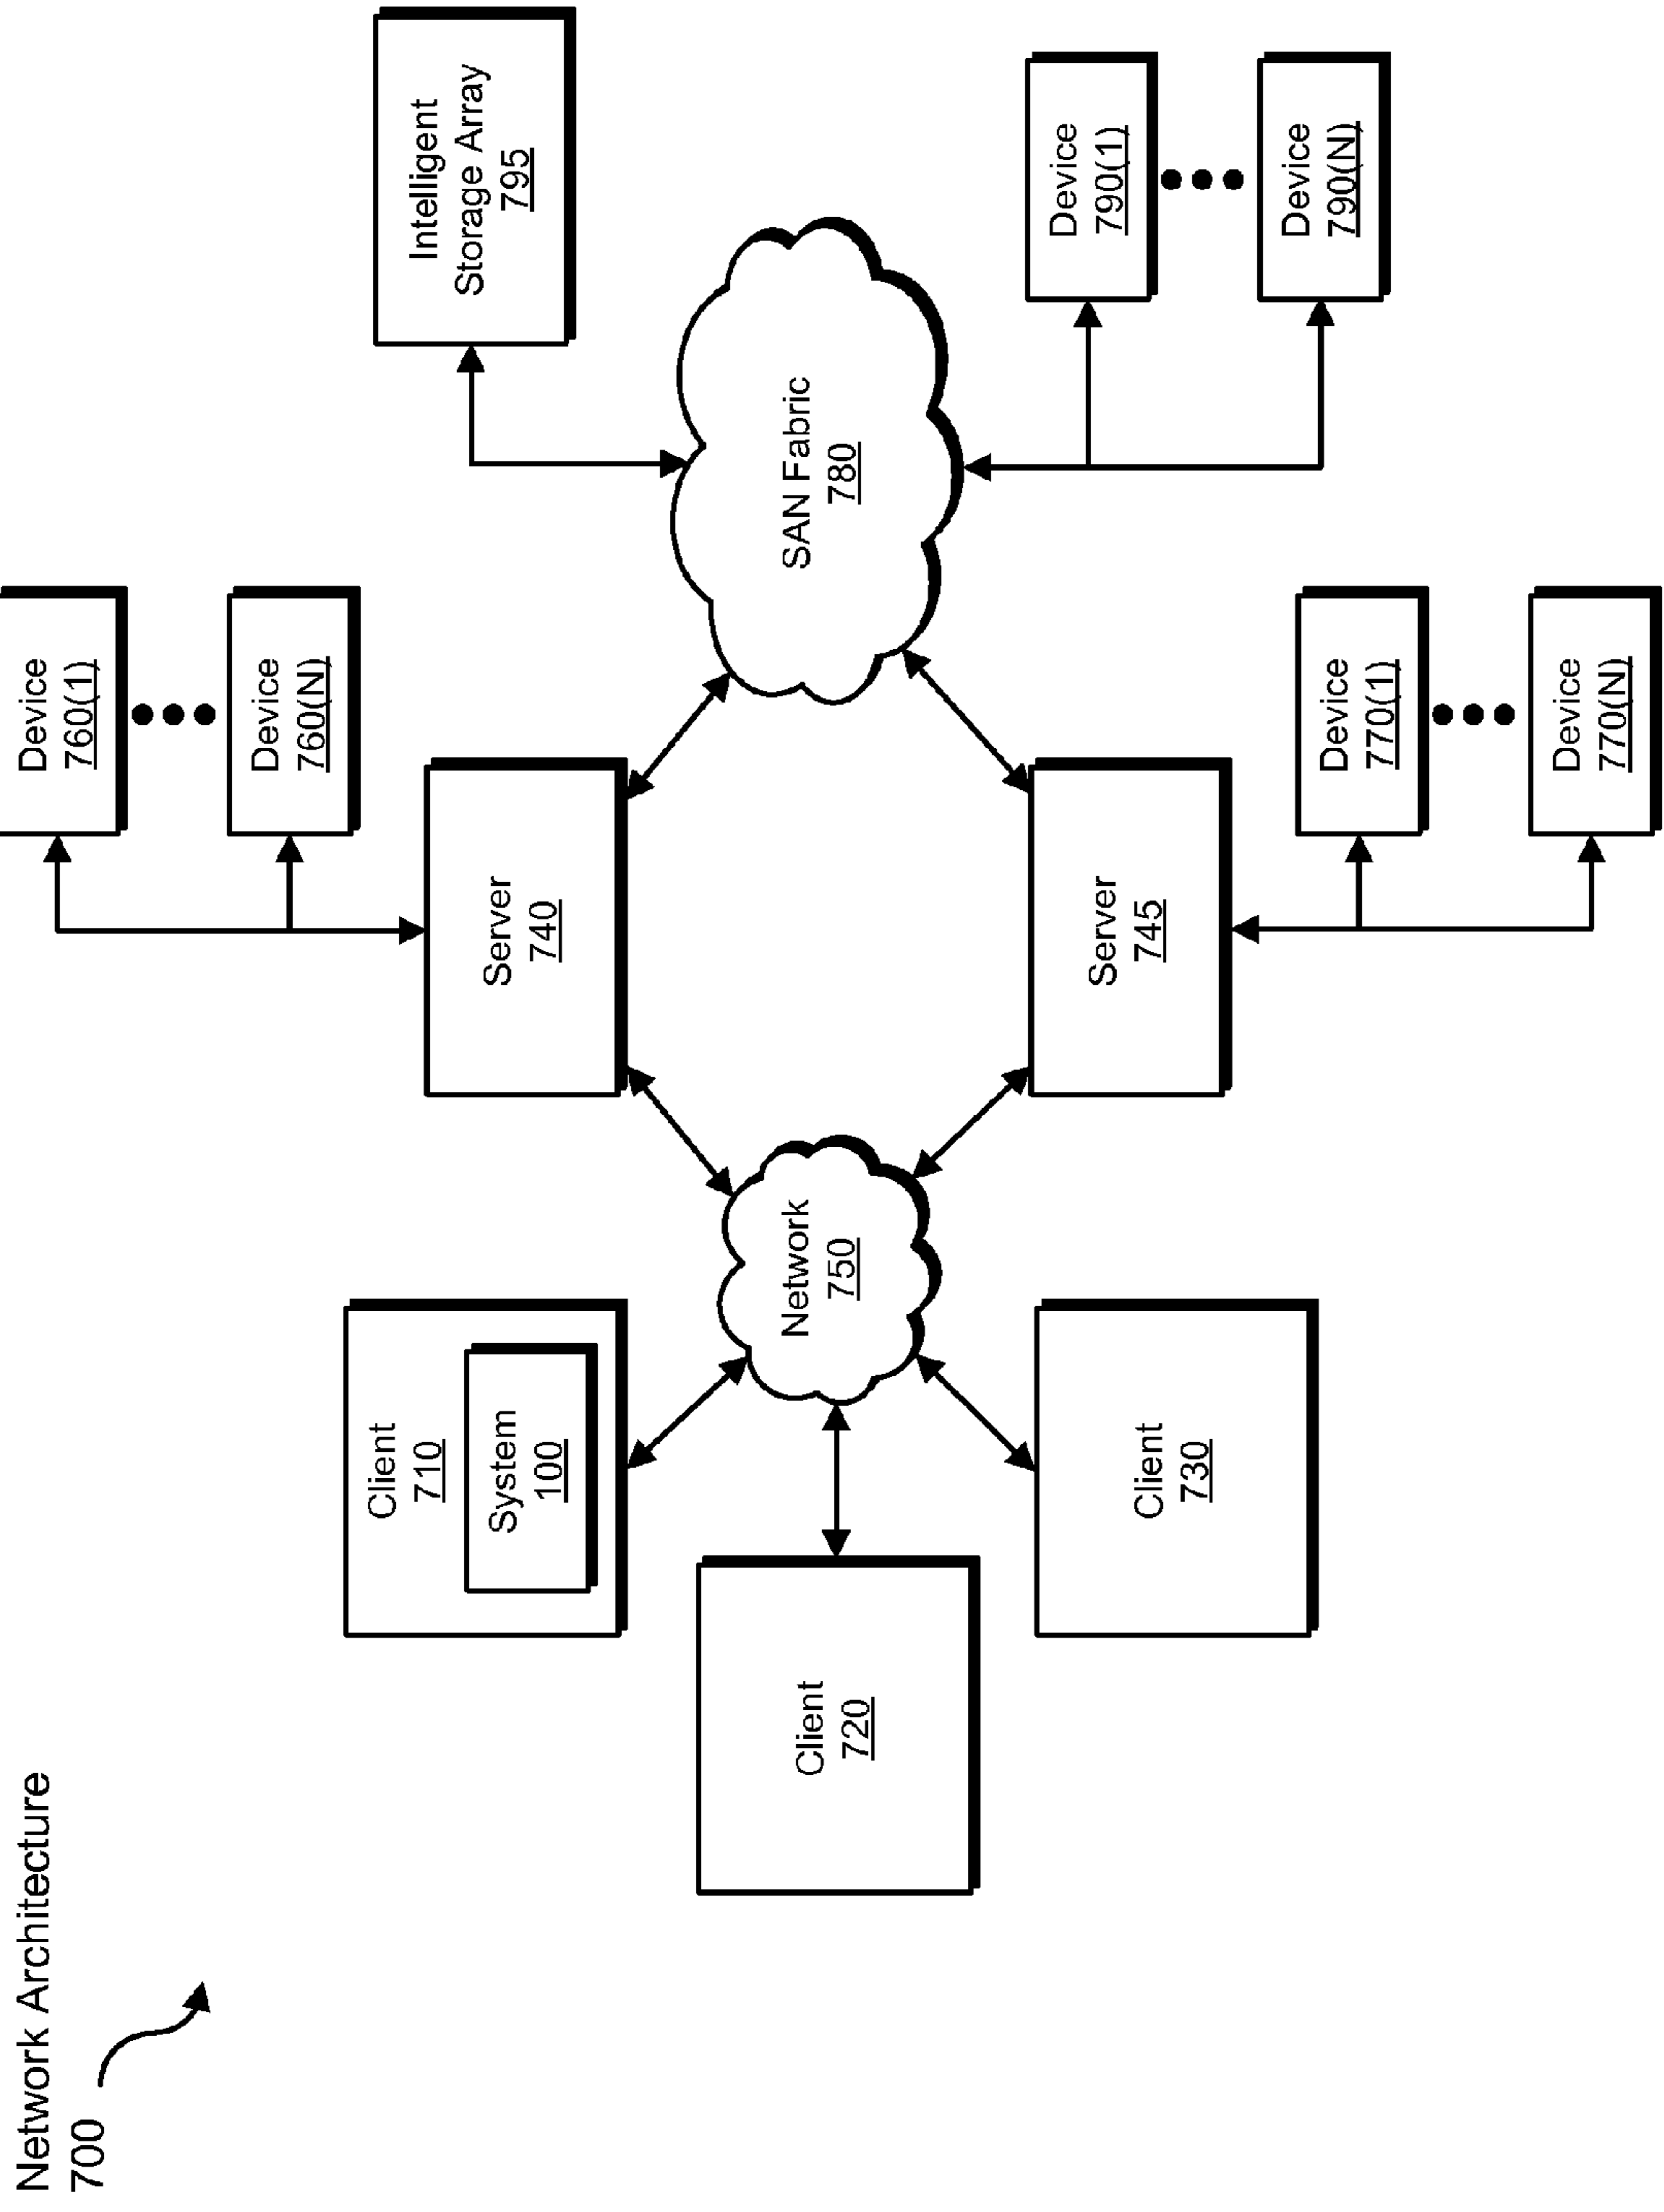 Network Architecture
700
Client
710
System
100
Client
720
Client
730
Network
750
Server
740
Server
745
Device
760(1)
Device
760(N)
Device
770(1)
Device
770(N)
SAN Fabric
780
Intelligent
Storage Array
795
Device
790(1)
Device
790(N)